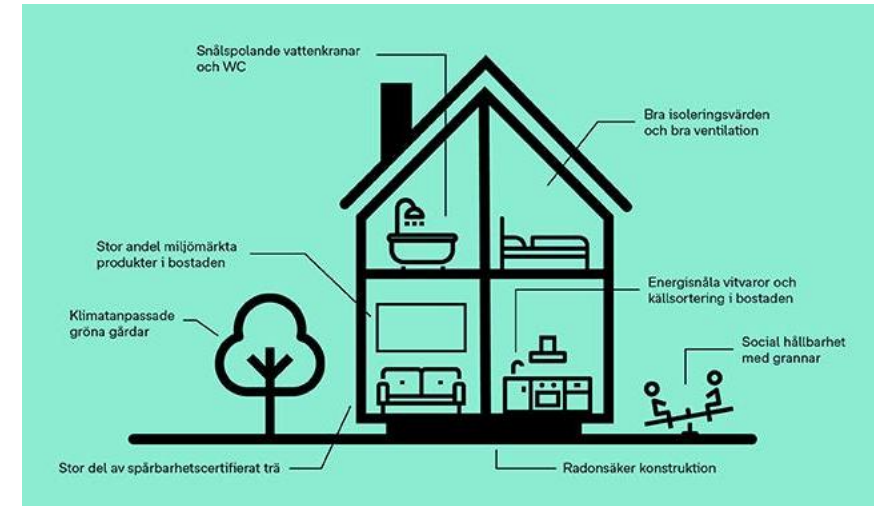 Snålspolande vattenkranar
och WC
Bra isoleringsvärden
och bra ventilation
Stor andel miljömärkta
produkter i bostaden
Energisnåla vitvaror och
källsortering i bostaden
Klimatanpassade
gröna gårdar
Social hållbarhet
med grannar
Stor del av spårbarhetscertifierat trä
Radonsäker konstruktion